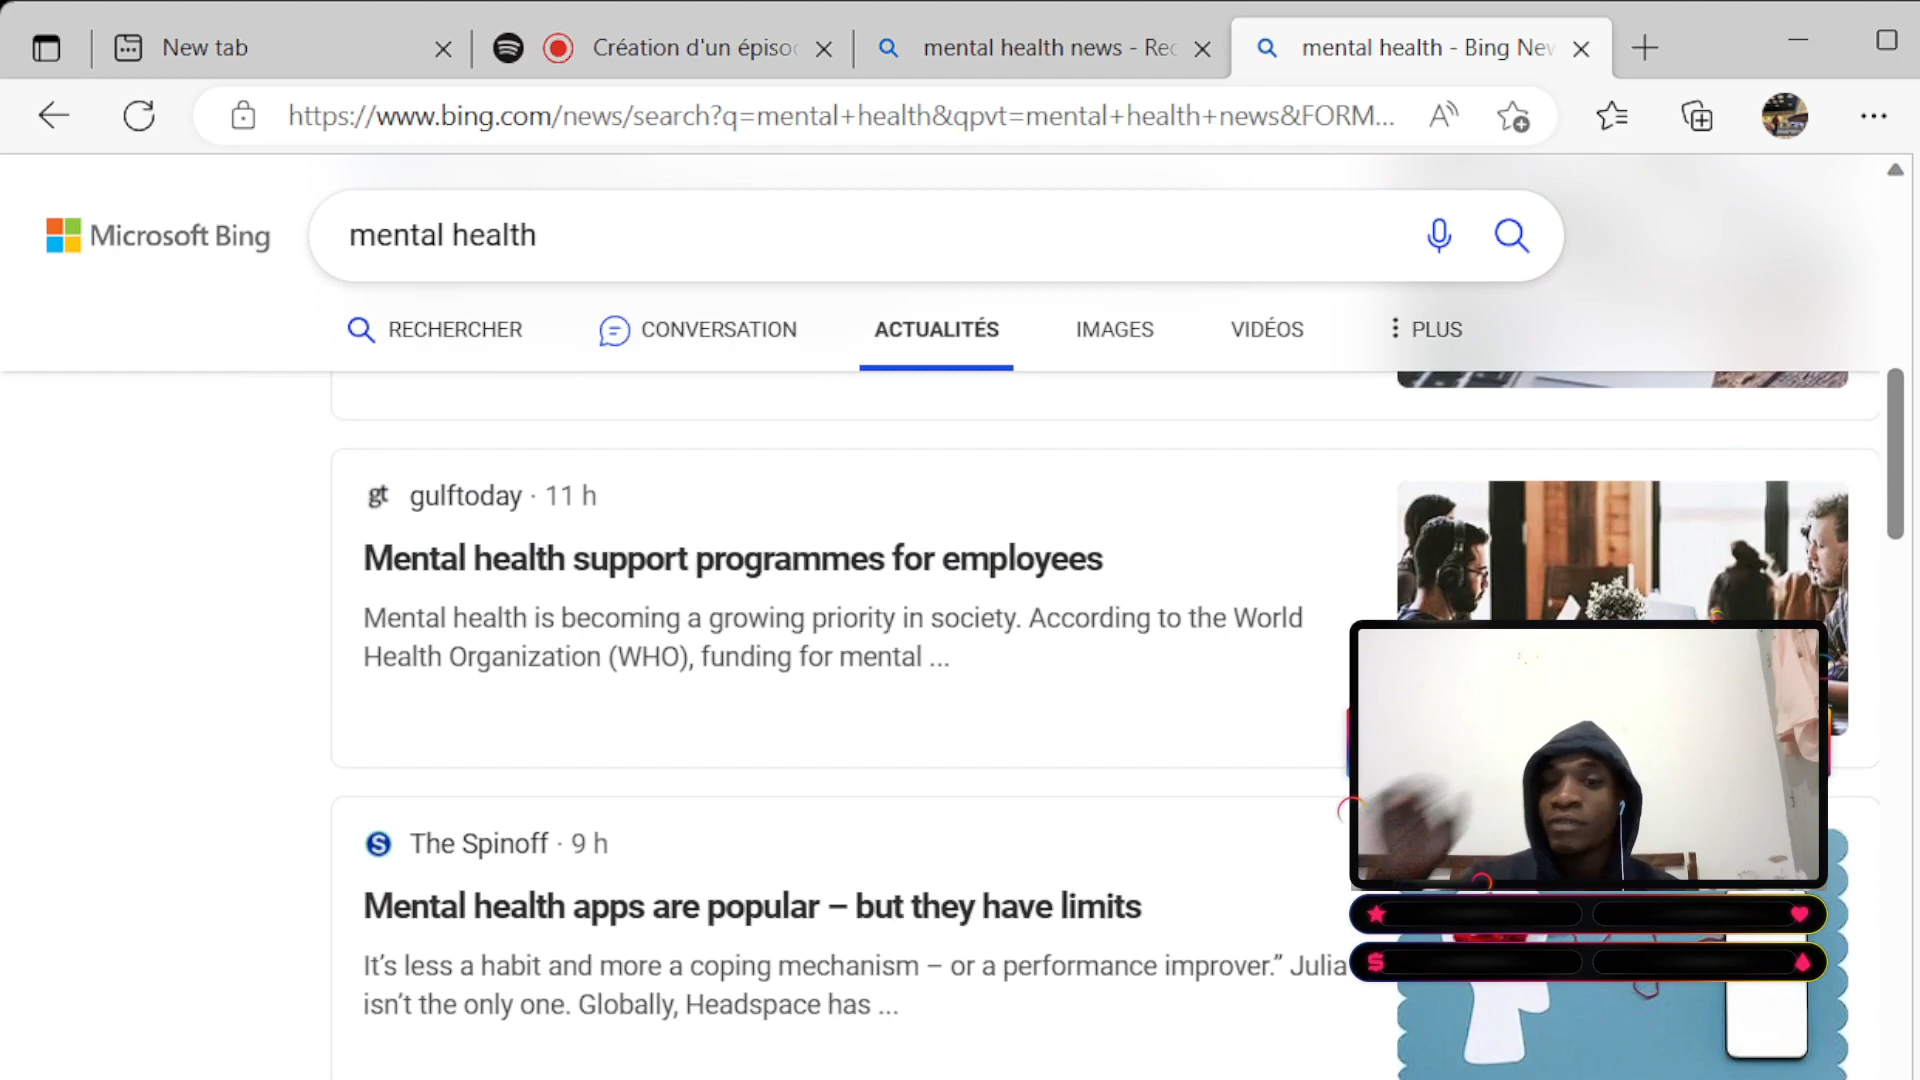 New tab
Création d'un épiso
mental health news - Rec
mental health - Bing New
https://www.bing.com/news/search?q=mental+health&qpvt=mental+health+news&FORM...
Microsoft Bing
mental health
RECHERCHER
CONVERSATION
ACTUALITÉS
IMAGES
VIDÉOS
PLUS
gt gulftoday · 11 h
Mental health support programmes for employees
Mental health is becoming a growing priority in society. According to the World
Health Organization (WHO), funding for mental ...
S The Spinoff · 9 h
Mental health apps are popular – but they have limits
It's less a habit and more a coping mechanism – or a performance improver.” Julia
isn't the only one. Globally, Headspace has ...